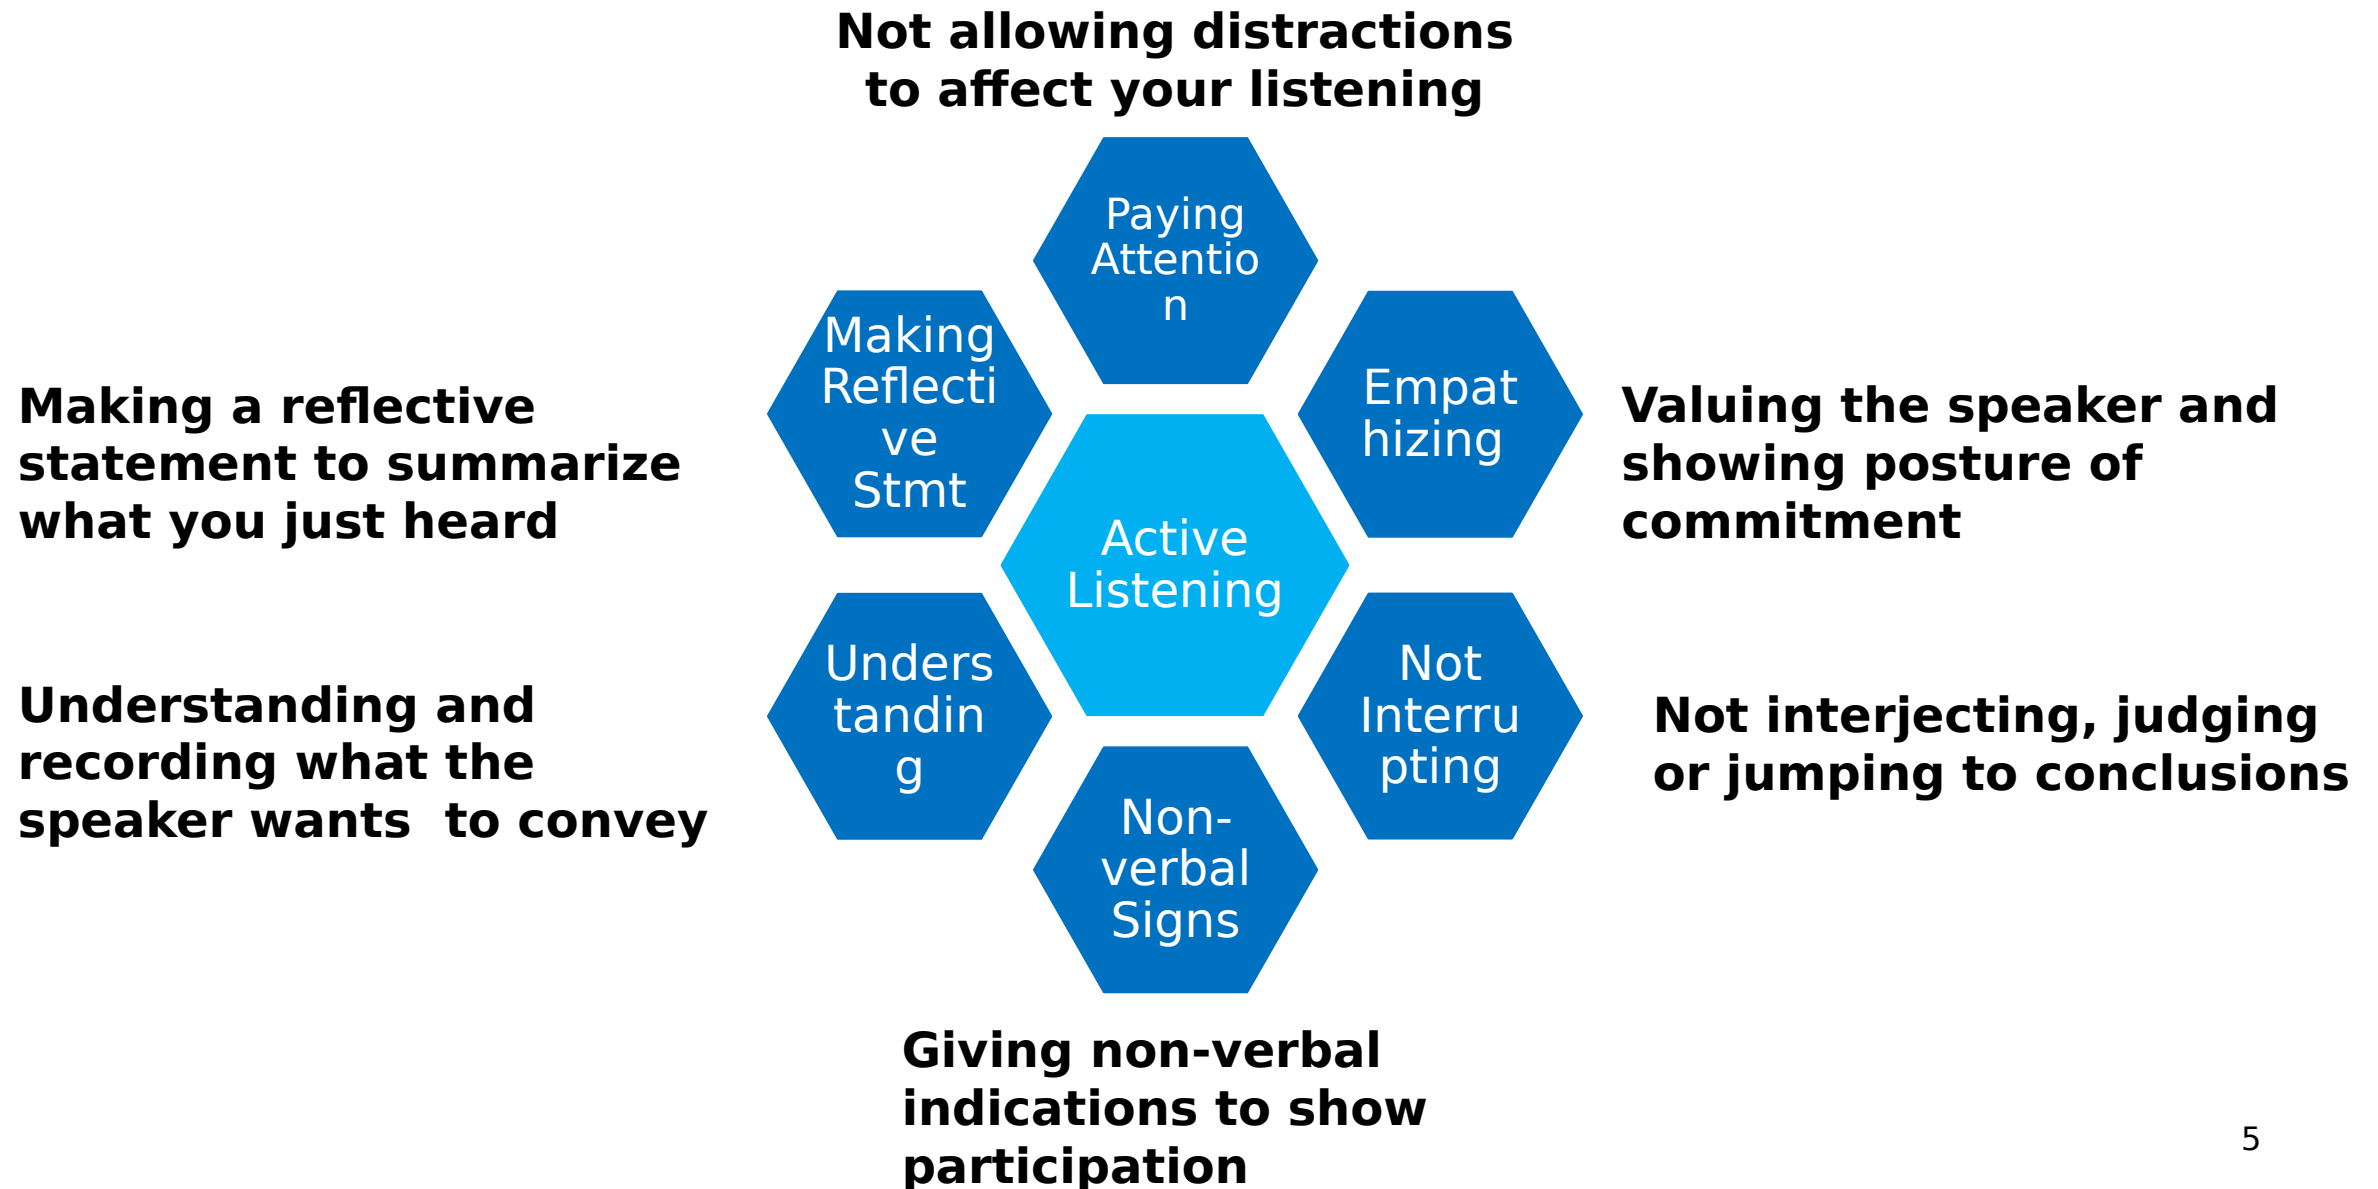 Not allowing distractions
to affect your listening
Paying
Attentio
n
Making
Reflecti
ve
Stmt
Empat
hizing
Making a reflective
statement to summarize
what you just heard
Valuing the speaker and
showing posture of
commitment
Active
Listening
Unders
tandin
g
Not
Interru
pting
Understanding and
recording what the
speaker wants  to convey
Not interjecting, judging
or jumping to conclusions
Non-
verbal
Signs
Giving non-verbal
indications to show
participation
5